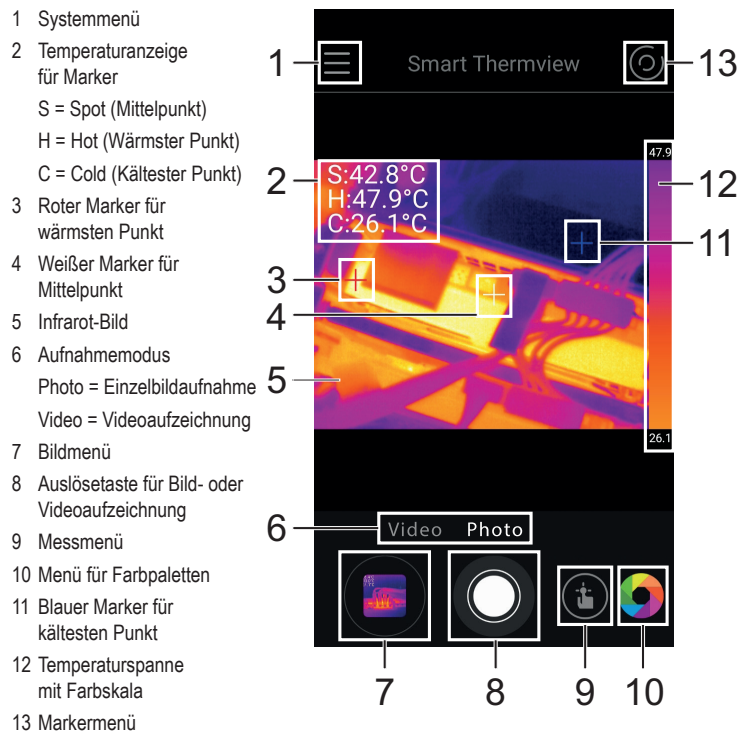 1 Systemmenü
2 Temperaturanzeige
für Marker
S = Spot (Mittelpunkt)
H = Hot (Wärmster Punkt)
C = Cold (Kältester Punkt)
3 Roter Marker für
wärmsten Punkt
4 Weißer Marker für
Mittelpunkt
5 Infrarot-Bild
6 Aufnahmemodus
Photo = Einzelbildaufnahme
Video = Videoaufzeichnung
7 Bildmenü
8 Auslösetaste für Bild- oder
Videoaufzeichnung
9 Messmenü
10 Menü für Farbpaletten
11 Blauer Marker für
kältesten Punkt
12 Temperaturspanne
mit Farbskala
13 Markermenü
1
Smart Thermview
13
2
S:42.8°C
H:47.9°C
C:26.1°C
47.9
12
11
3
4
5
26.1
6
Video Photo
7
8
9
10